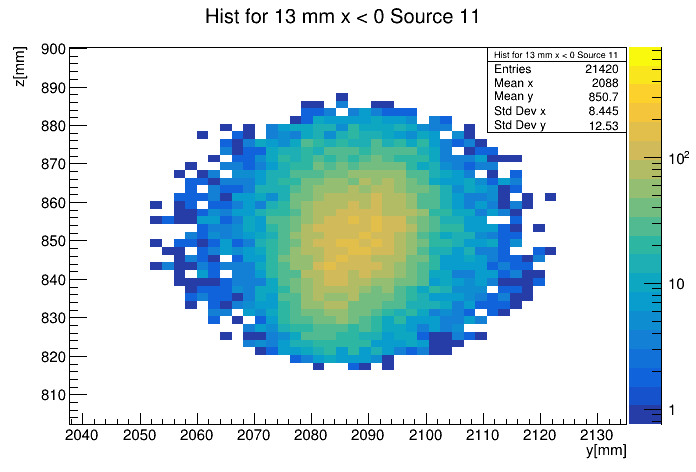 Hist for 13 mm x < 0 Source 11
z[mm]
Hist for 13 mm x < 0 Source 11
Entries 21420
Mean x 2088
Mean y 850.7
Std Dev x 8.445
Std Dev y 12.53
900
890
880
870
860
850
840
830
820
810
10²
10
1
2040 2050 2060 2070 2080 2090 2100 2110 2120 2130
y[mm]